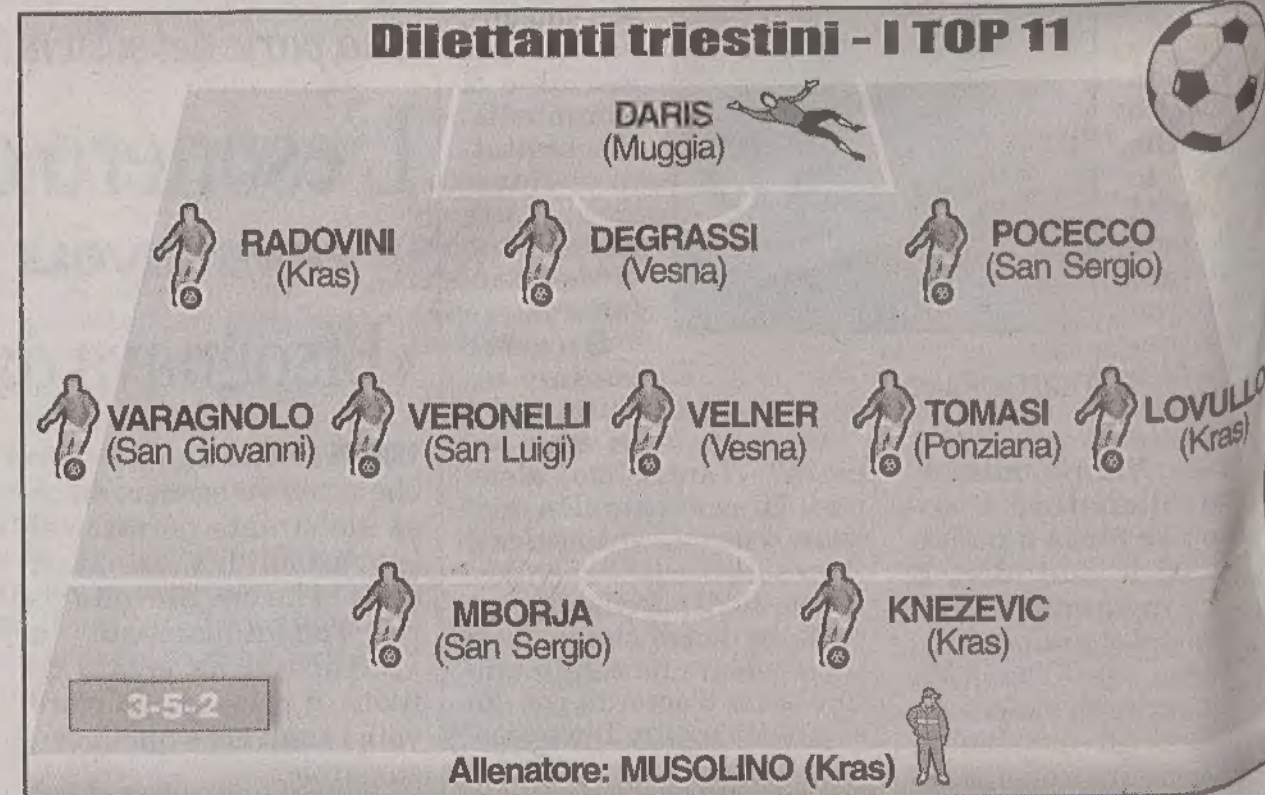 Dilettanti triestini - I TOP 11
DARIS
(Muggia)
RADOVINI
(Kras)
DEGRASSI
(Vesna)
POCECCO
(San Sergio)
VARAGNOLO
(San Giovanni)
VERONELLI
(San Luigi)
VELNER
(Vesna)
TOMASI
(Ponziana)
LOVULLO
(Kras)
MBORJA
(San Sergio)
KNEZEVIC
(Kras)
3-5-2
Allenatore: MUSOLINO (Kras)